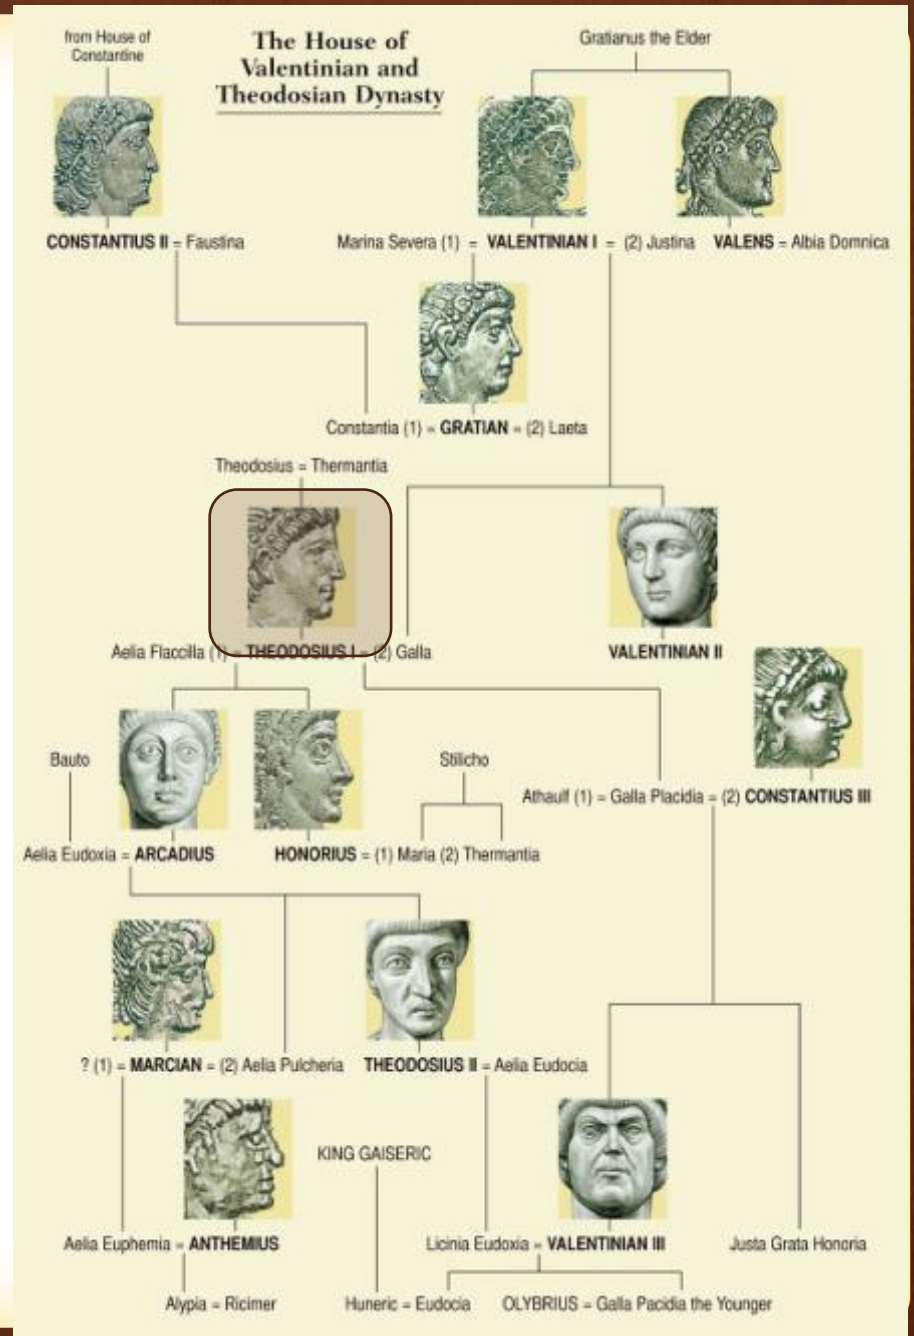 from House of
Constantine
The House of
Valentinian and
Theodosian Dynasty
Gratianus the Elder
CONSTANTIUS II = Faustina
Marina Severa (1) = VALENTINIAN I = (2) Justina
VALENS = Albia Domnica
Constantia (1) = GRATIAN = (2) Laeta
Theodosius = Thermantia
Aelia Flaccilla (1) = THEODOSIUS I = (2) Galla
VALENTINIAN II
Bauto
Stilicho
Athaulf (1) = Galla Placidia = (2) CONSTANTIUS III
Aelia Eudoxia = ARCADIUS
HONORIUS = (1) Maria (2) Thermantia
? (1) = MARCIAN = (2) Aelia Pulcheria
THEODOSIUS II = Aelia Eudocia
KING GAISERIC
Aelia Euphemia = ANTHEMIUS
Licinia Eudoxia = VALENTINIAN III
Justa Grata Honoria
Alypia = Ricimer
Huneric = Eudocia
OLYBRIUS = Galla Pacidia the Younger